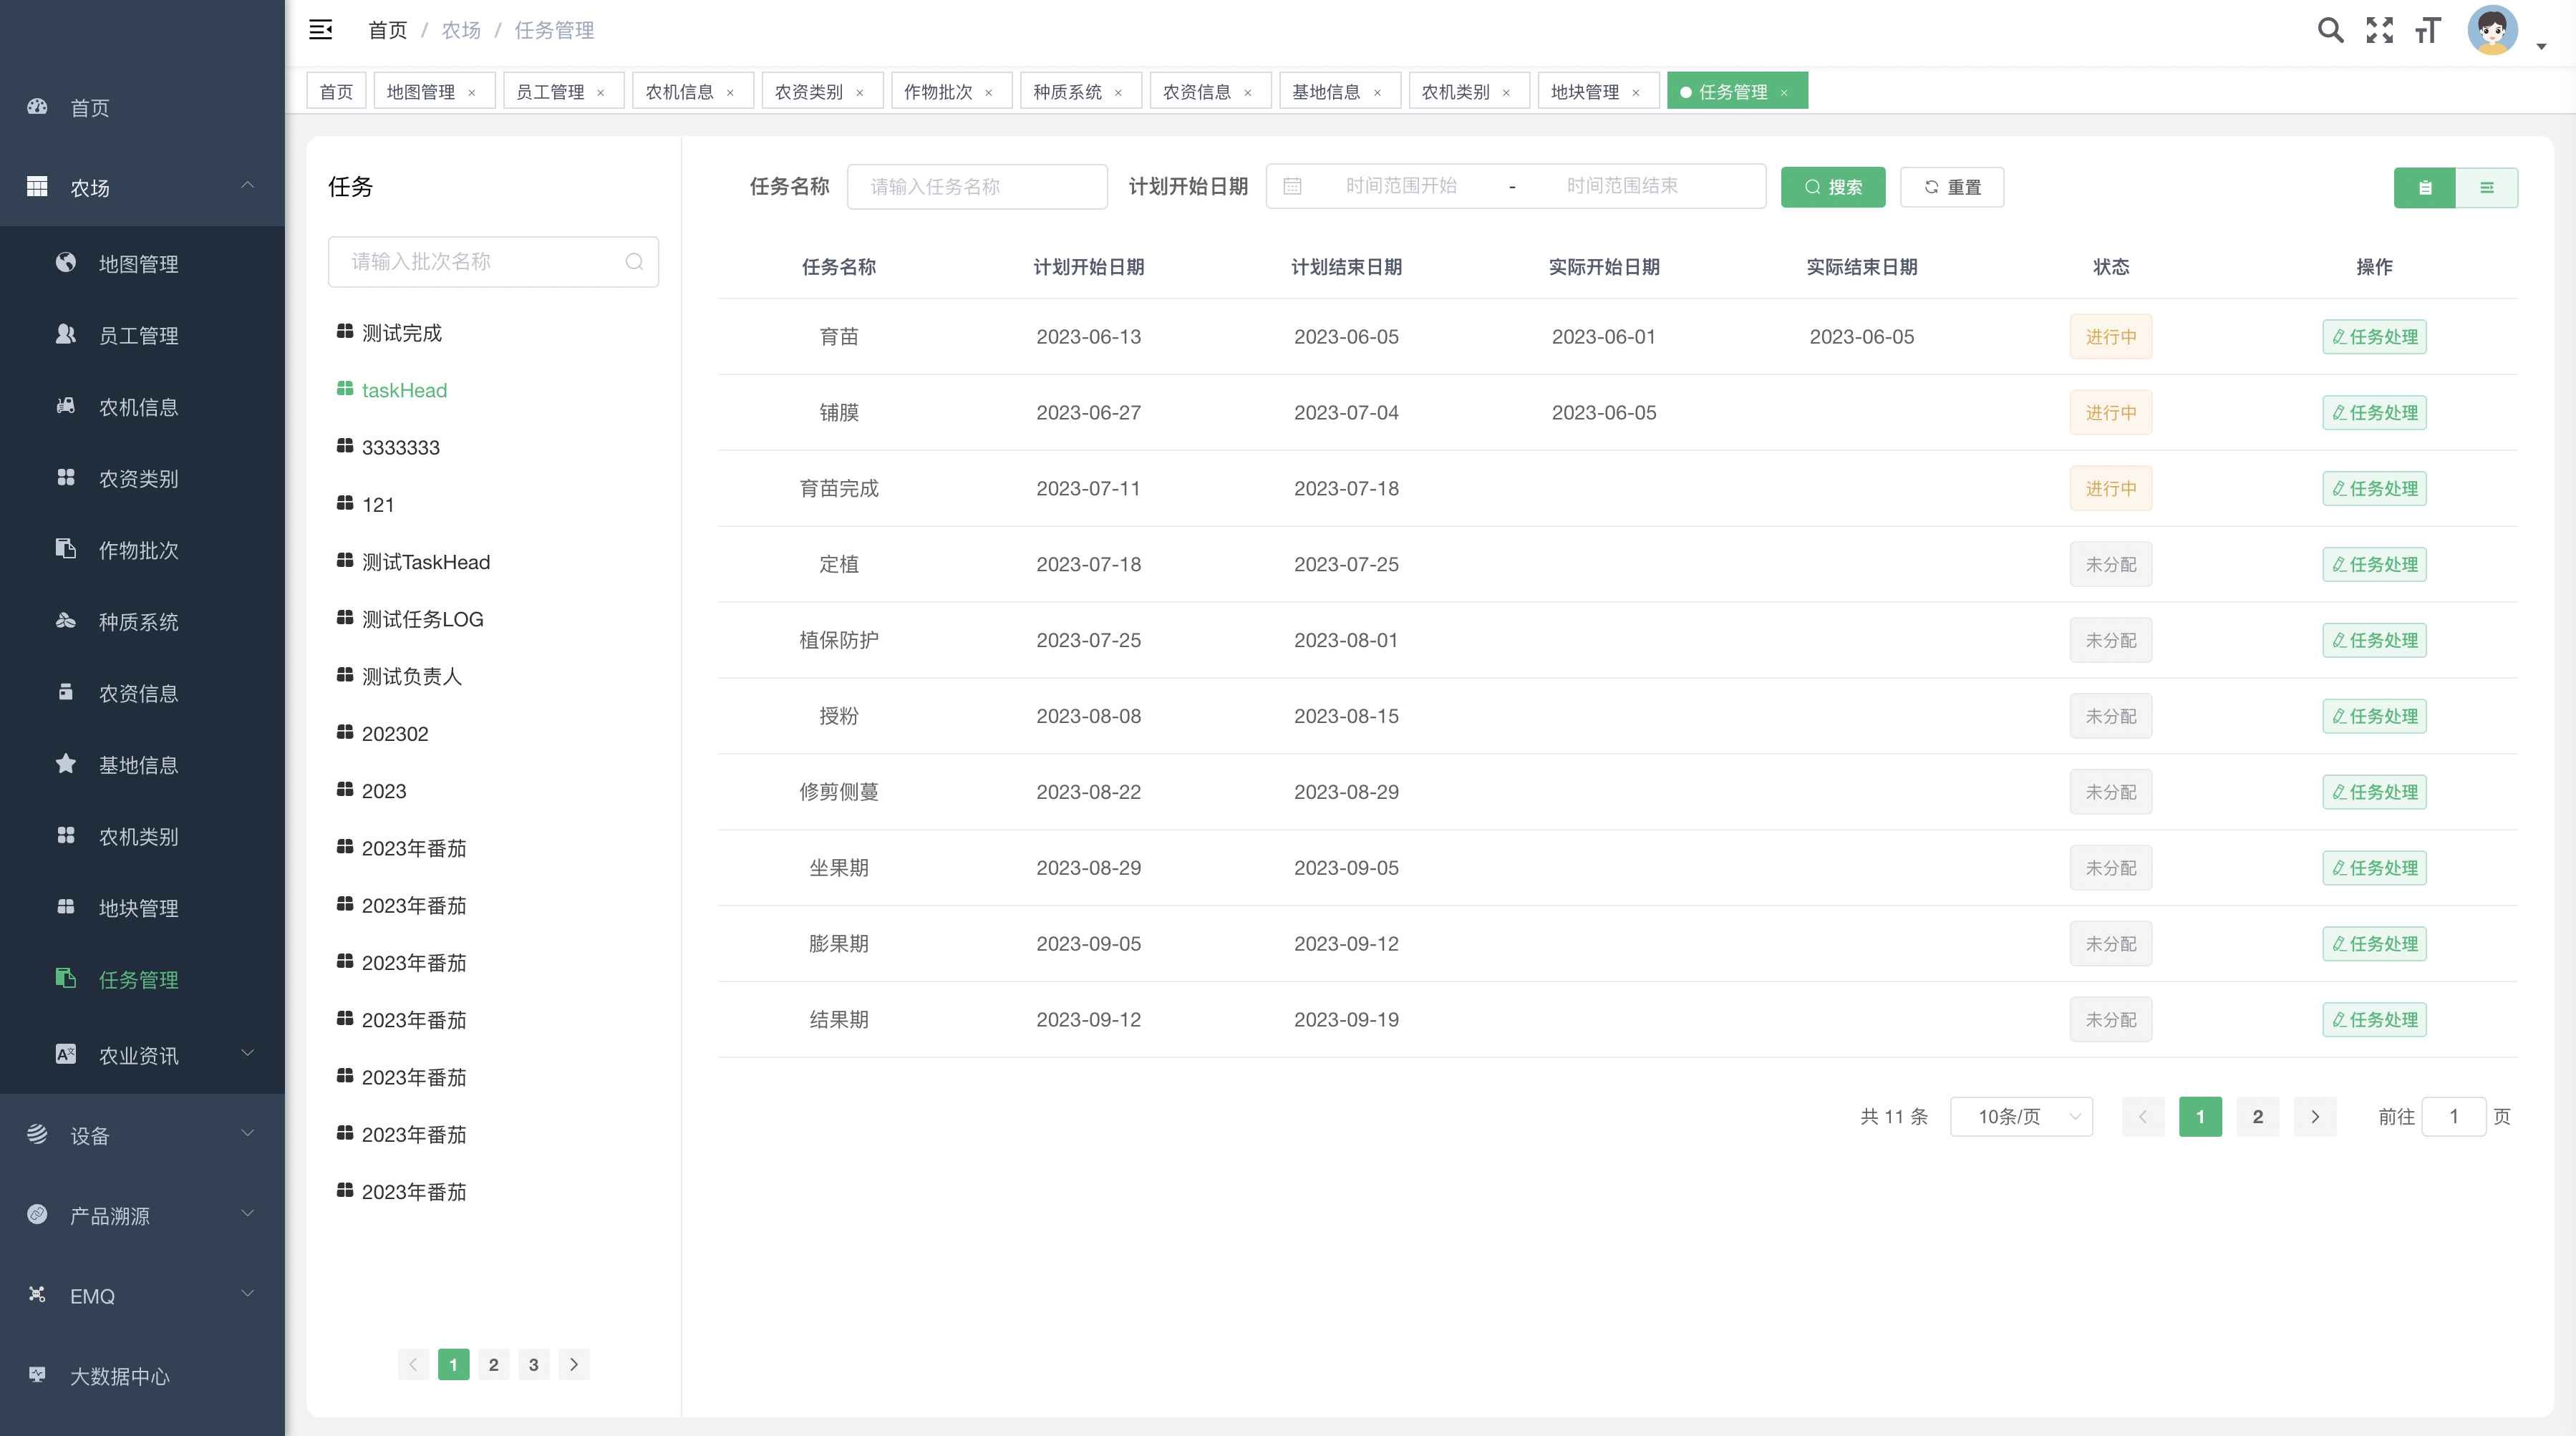 首页 / 农场 / 任务管理
首页
地图管理 ×
员工管理 ×
农机信息 ×
农资类别 ×
作物批次 ×
种质系统 ×
农资信息 ×
基地信息 ×
农机类别 ×
地块管理 ×
任务管理 ×
首页
农场
地图管理
员工管理
农机信息
农资类别
作物批次
种质系统
农资信息
基地信息
农机类别
地块管理
任务管理
农业资讯
设备
产品溯源
EMQ
大数据中心
任务
请输入批次名称
测试完成
taskHead
3333333
121
测试TaskHead
测试任务LOG
测试负责人
202302
2023
2023年番茄
2023年番茄
2023年番茄
2023年番茄
2023年番茄
2023年番茄
2023年番茄
1 2 3
任务名称 请输入任务名称 计划开始日期 时间范围开始 - 时间范围结束 搜索 重置
任务名称 计划开始日期 计划结束日期 实际开始日期 实际结束日期 状态 操作
育苗 2023-06-13 2023-06-05 2023-06-01 2023-06-05 进行中 任务处理
铺膜 2023-06-27 2023-07-04 2023-06-05 进行中 任务处理
育苗完成 2023-07-11 2023-07-18 进行中 任务处理
定植 2023-07-18 2023-07-25 未分配 任务处理
植保防护 2023-07-25 2023-08-01 未分配 任务处理
授粉 2023-08-08 2023-08-15 未分配 任务处理
修剪侧蔓 2023-08-22 2023-08-29 未分配 任务处理
坐果期 2023-08-29 2023-09-05 未分配 任务处理
膨果期 2023-09-05 2023-09-12 未分配 任务处理
结果期 2023-09-12 2023-09-19 未分配 任务处理
共 11 条 10条/页 1 2 前往 1 页